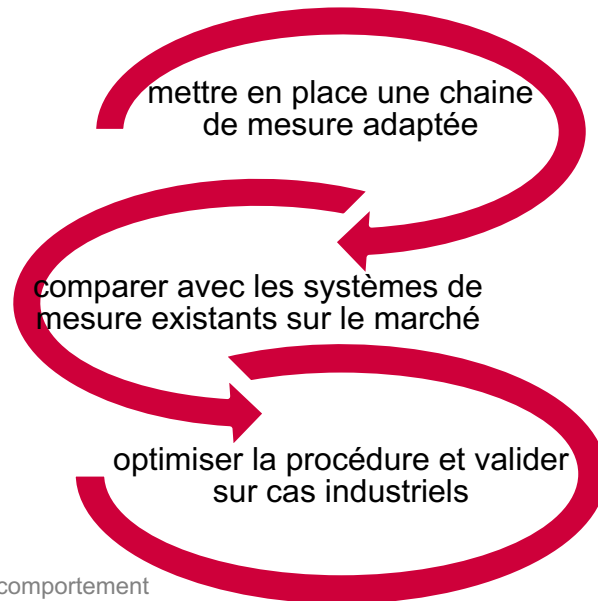 mettre en place une chaine
de mesure adaptée
comparer avec les systèmes de
mesure existants sur le marché
optimiser la procédure et valider
sur cas industriels
comportement